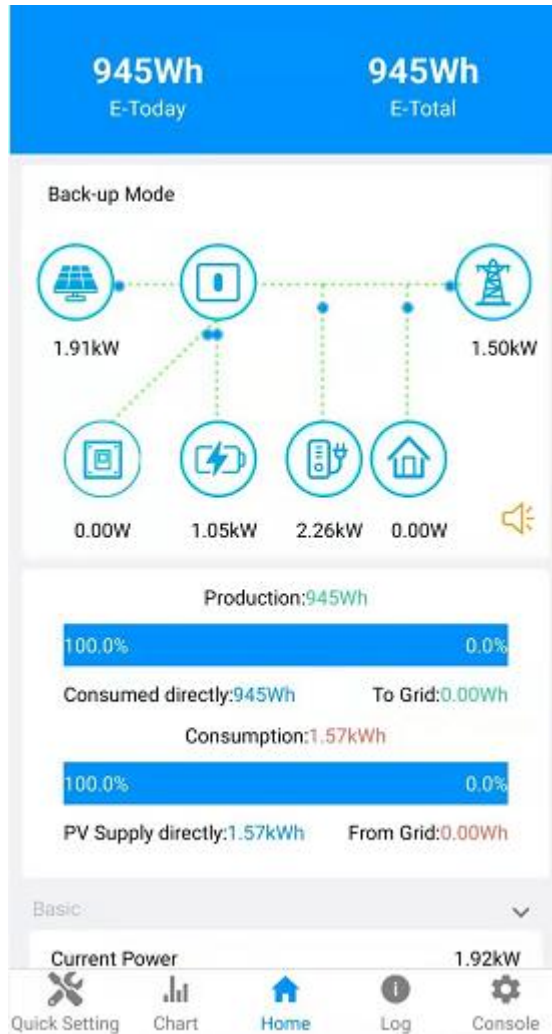 945Wh 945Wh
E-Today E-Total
Back-up Mode
1.91kW 1.50kW
0.00W 1.05kW 2.26kW 0.00W
Production:945Wh
100.0% 0.0%
Consumed directly:945Wh To Grid:0.00Wh
Consumption:1.57kWh
100.0% 0.0%
PV Supply directly:1.57kWh From Grid:0.00Wh
Basic
Current Power 1.92kW
Quick Setting Chart Home Log Console